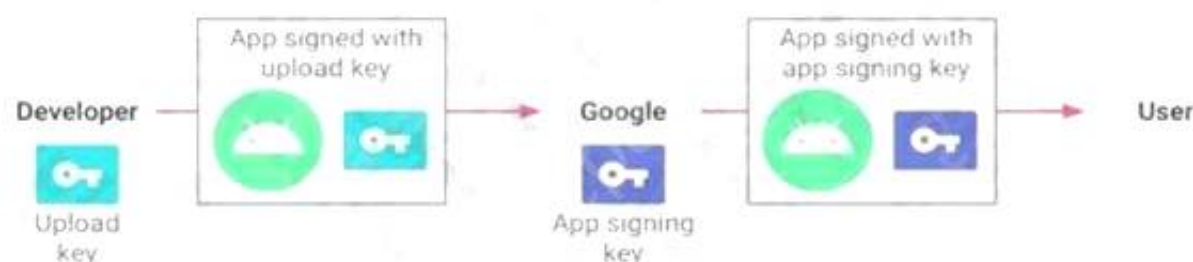 App signed with
upload key
App signed with
app signing key
Developer
Google
User
Upload
key
App signing
key